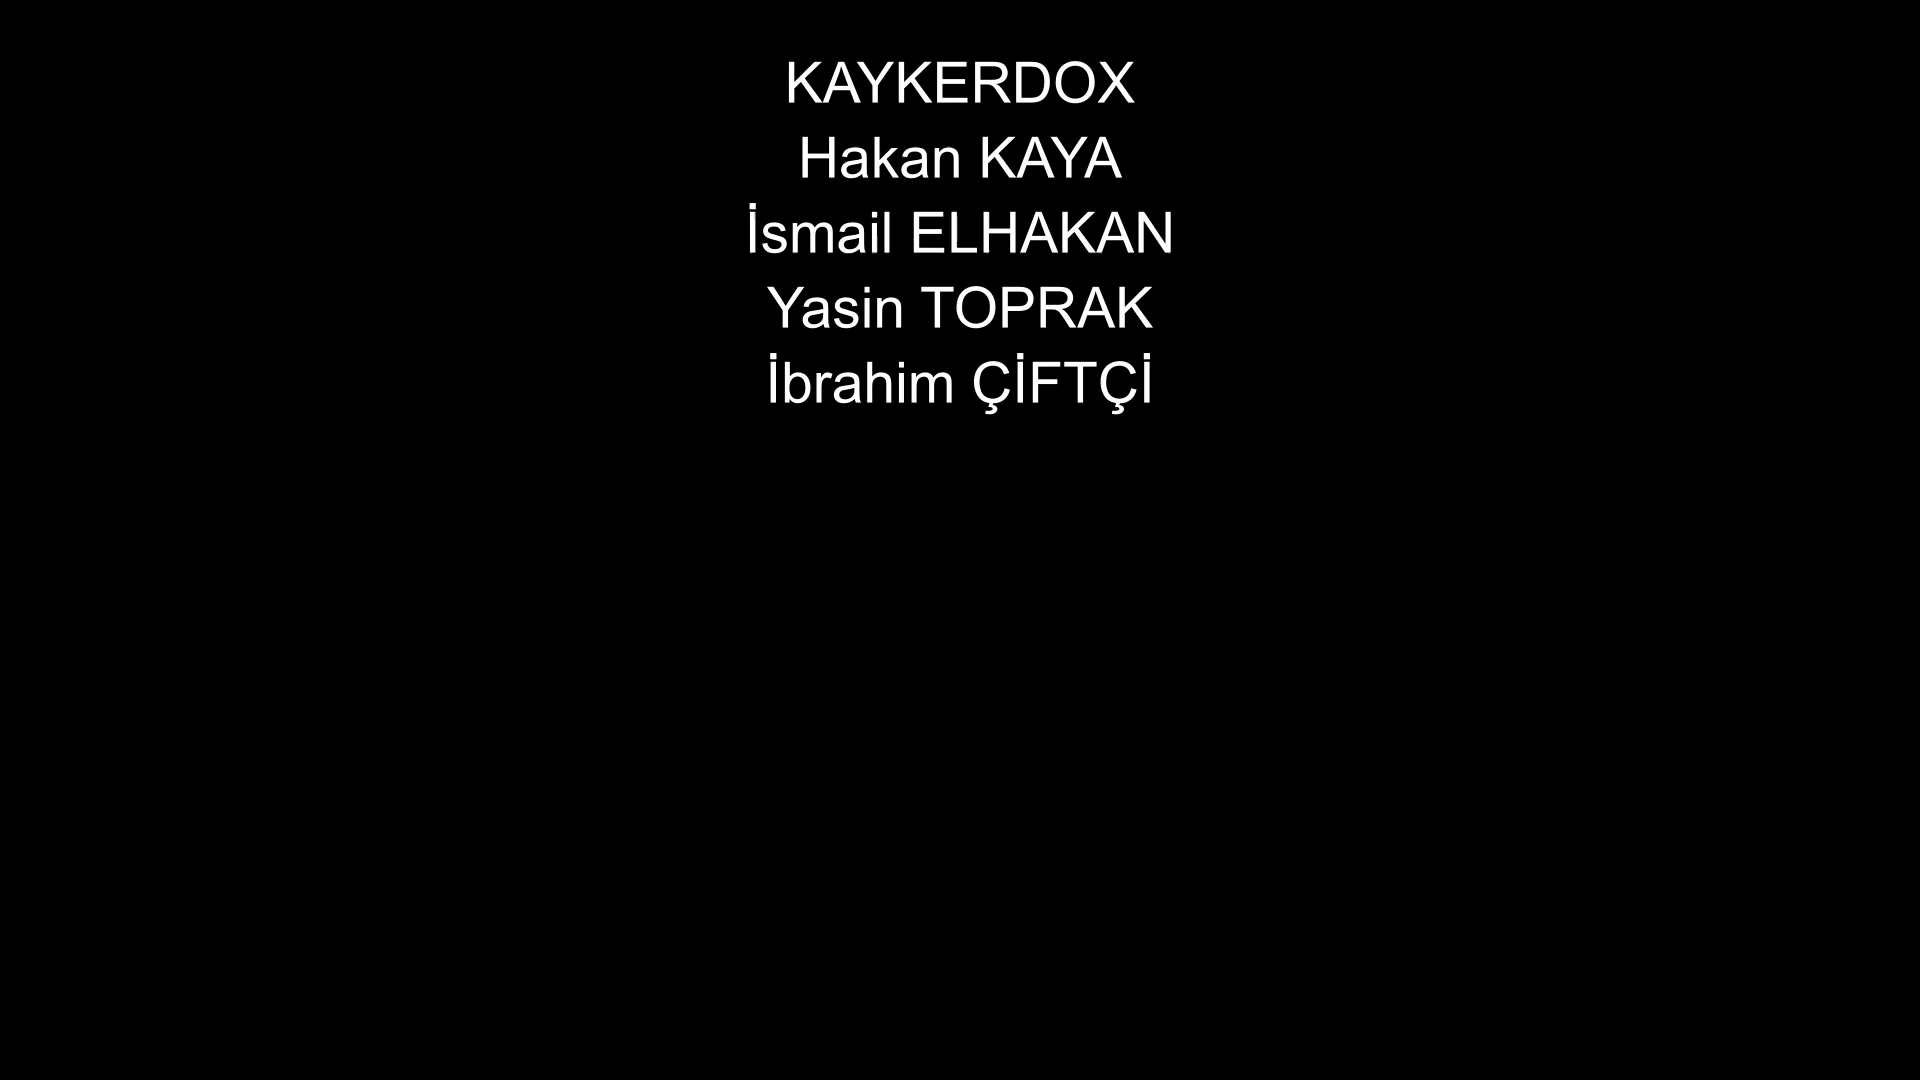 KAYKERDOX
Hakan KAYA
İsmail ELHAKAN
Yasin TOPRAK
İbrahim ÇİFTÇİ